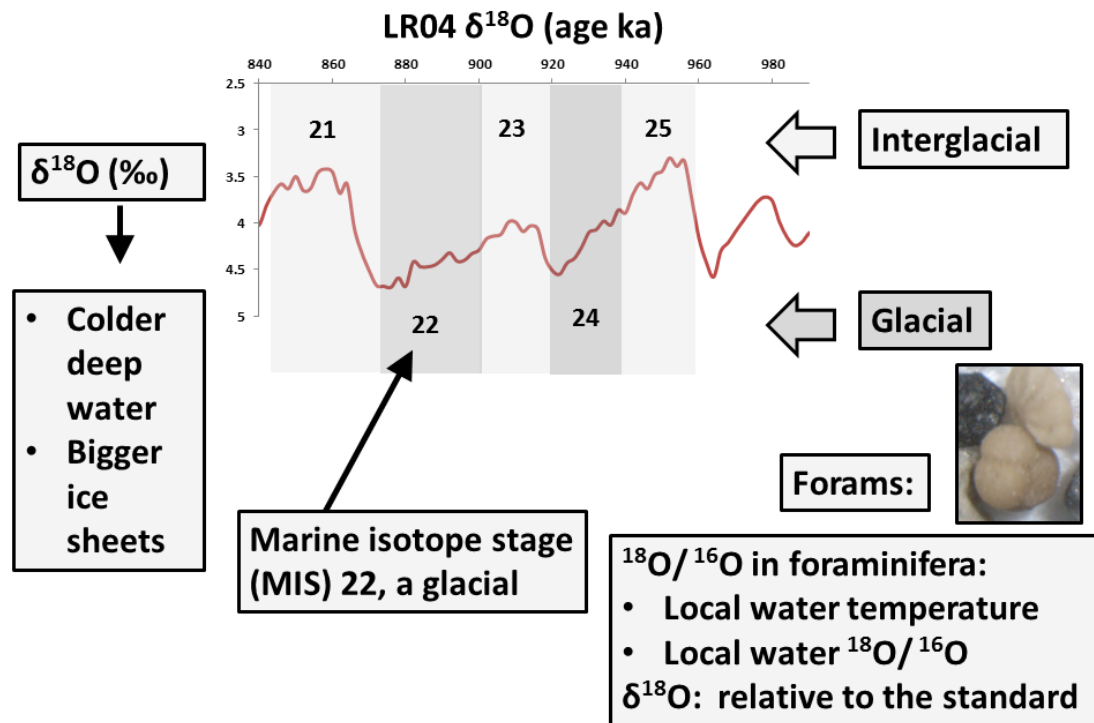 LR04 δ¹⁸O (age ka)
840 860 880 900 920 940 960 980
2.5
3
3.5
4
4.5
5
21
23
25
22
24
δ¹⁸O (‰)
• Colder
deep
water
• Bigger
ice
sheets
Interglacial
Glacial
Marine isotope stage
(MIS) 22, a glacial
Forams:
¹⁸O/ ¹⁶O in foraminifera:
• Local water temperature
• Local water ¹⁸O/ ¹⁶O
δ¹⁸O: relative to the standard